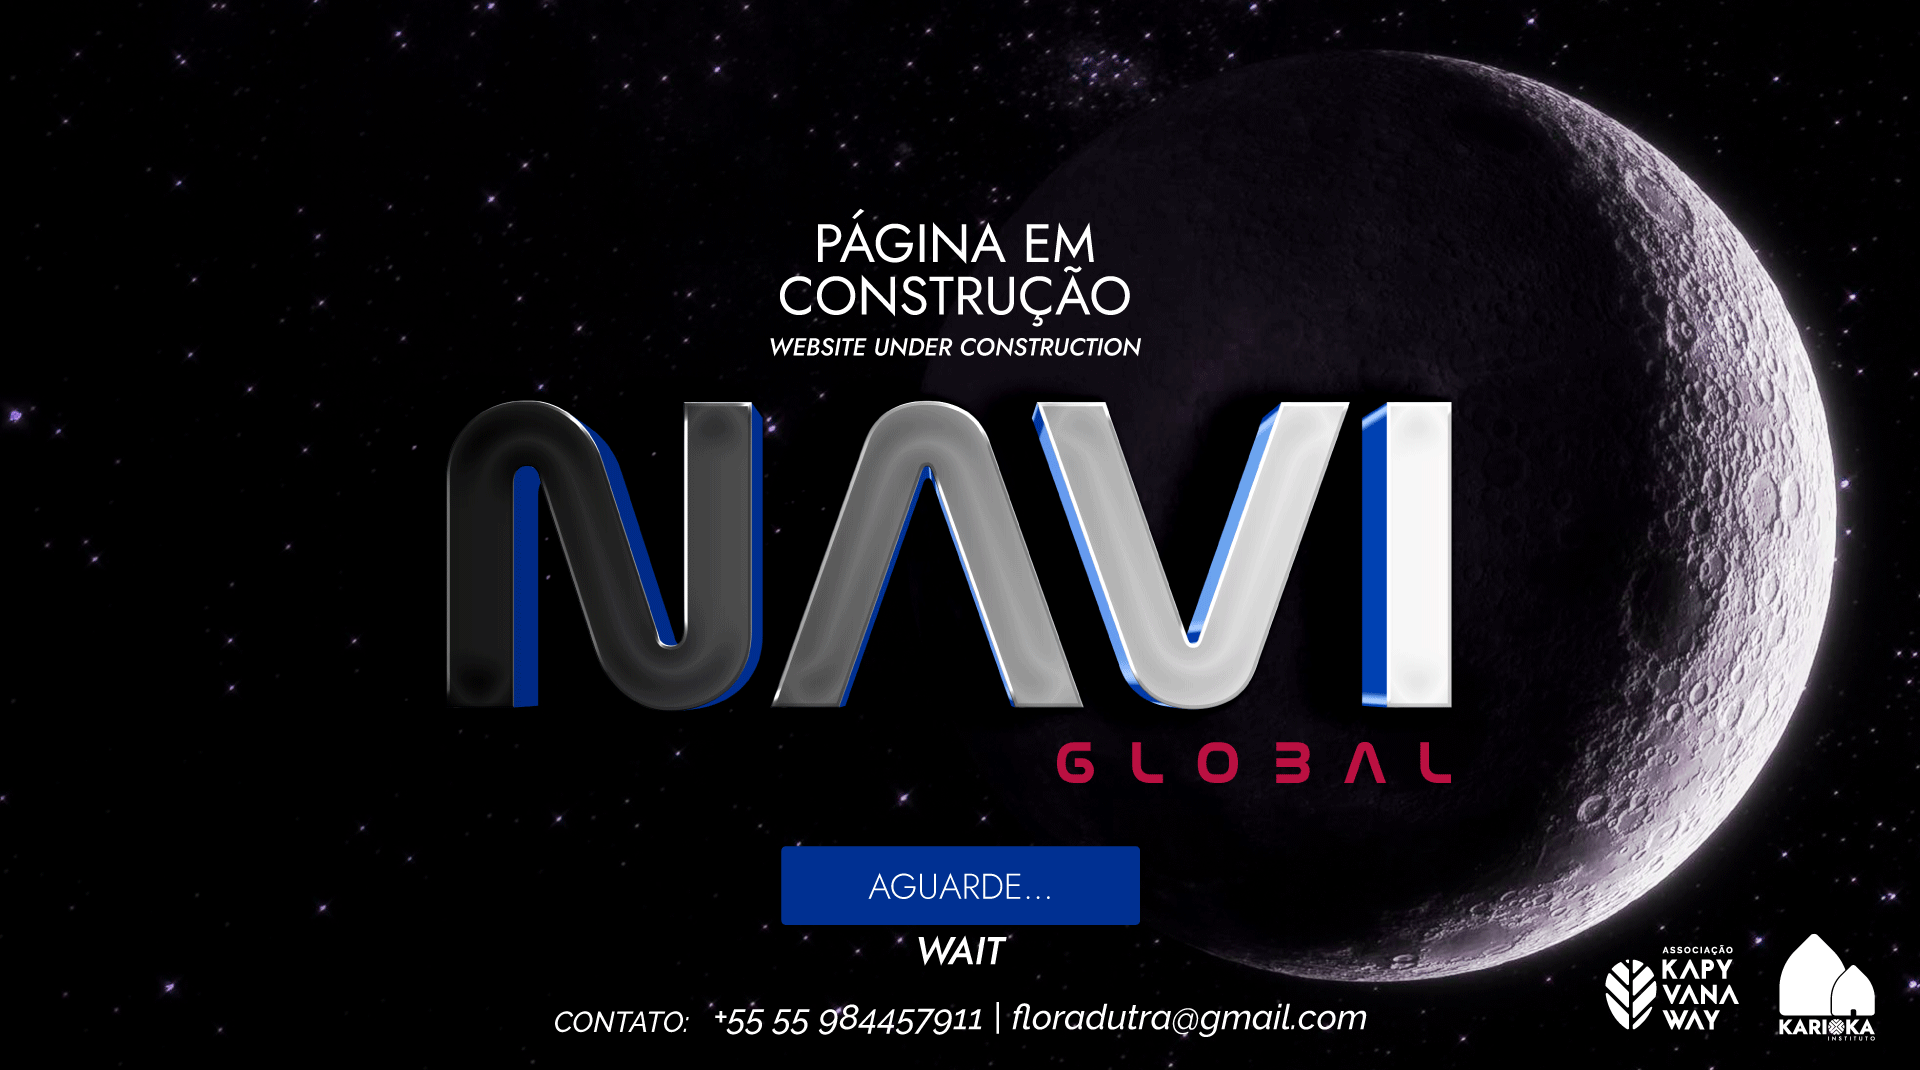 PÁGINA EM
CONSTRUÇÃO
WEBSITE UNDER CONSTRUCTION
NAVI
GLOBAL
AGUARDE...
WAIT
CONTATO: +55 55 984457911 | floradutra@gmail.com
ASSOCIAÇÃO
KAPY
VANA
WAY
KARIOKA
INSTITUTO